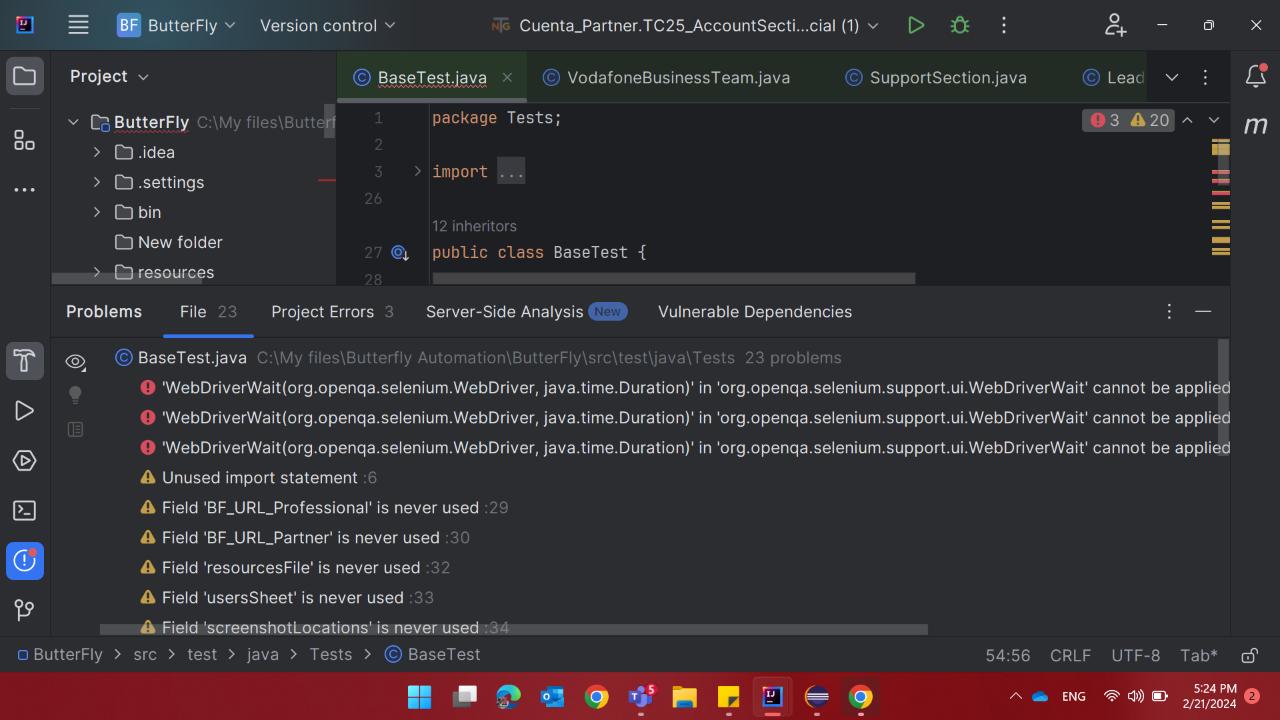 BF ButterFly Version control Cuenta_Partner.TC25_AccountSecti...cial (1)
Project
BaseTest.java VodafoneBusinessTeam.java SupportSection.java Lead
ButterFly C:\My files\Butterf
.idea
.settings
bin
New folder
resources
1 package Tests;
2
3 import ...
26
12 inheritors
27 public class BaseTest {
28
3 20
m
Problems File 23 Project Errors 3 Server-Side Analysis New Vulnerable Dependencies
BaseTest.java C:\My files\Butterfly Automation\ButterFly\src\test\java\Tests 23 problems
'WebDriverWait(org.openqa.selenium.WebDriver, java.time.Duration)' in 'org.openqa.selenium.support.ui.WebDriverWait' cannot be applied
'WebDriverWait(org.openqa.selenium.WebDriver, java.time.Duration)' in 'org.openqa.selenium.support.ui.WebDriverWait' cannot be applied
'WebDriverWait(org.openqa.selenium.WebDriver, java.time.Duration)' in 'org.openqa.selenium.support.ui.WebDriverWait' cannot be applied
Unused import statement :6
Field 'BF_URL_Professional' is never used :29
Field 'BF_URL_Partner' is never used :30
Field 'resourcesFile' is never used :32
Field 'usersSheet' is never used :33
Field 'screenshotLocations' is never used :34
ButterFly > src > test > java > Tests > BaseTest 54:56 CRLF UTF-8 Tab*
5 ENG 5:24 PM
2/21/2024 2